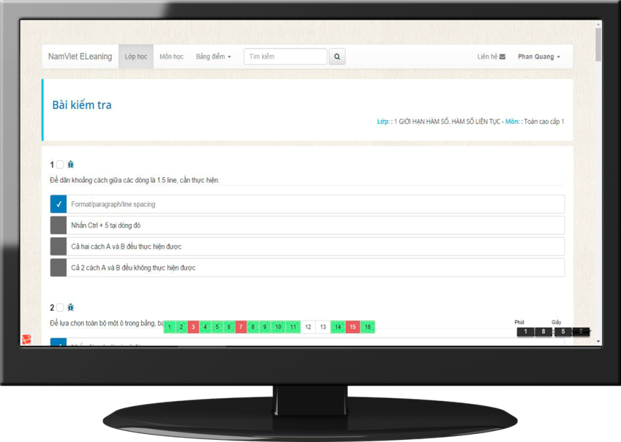 NamViet ELeaning Lớp học Môn học Bảng điểm Tìm kiếm Liên hệ Phan Quang
Bài kiểm tra
Lớp: : 1 GIỚI HẠN HÀM SỐ. HÀM SỐ LIÊN TỤC - Môn: : Toán cao cấp 1
1
Để dãn khoảng cách giữa các dòng là 1.5 line, cần thực hiện:
Format/paragraph/line spacing
Nhấn Ctrl + 5 tại dòng đó
Cả hai cách A và B đều thực hiện được
Cả 2 cách A và B đều không thực hiện được
2
Để lựa chọn toàn bộ một ô trong bảng,
1 2 3 4 5 6 7 8 9 10 11 12 13 14 15 16
Phút Giây
1 8 5